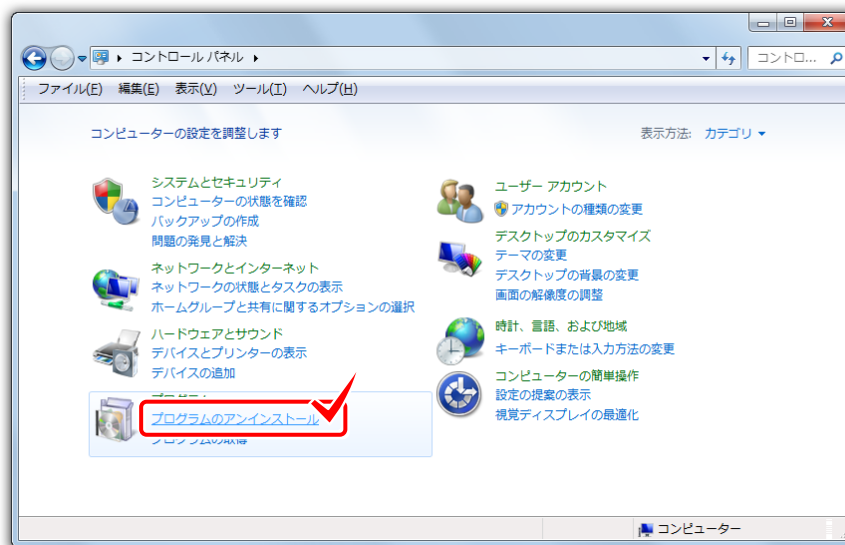 コントロール パネル
コントロ...
ファイル(F) 編集(E) 表示(V) ツール(T) ヘルプ(H)
コンピューターの設定を調整します
表示方法: カテゴリ
システムとセキュリティ
コンピューターの状態を確認
バックアップの作成
問題の発見と解決
ネットワークとインターネット
ネットワークの状態とタスクの表示
ホームグループと共有に関するオプションの選択
ハードウェアとサウンド
デバイスとプリンターの表示
デバイスの追加
プログラム
プログラムのアンインストール
プログラムの取得
ユーザー アカウント
アカウントの種類の変更
デスクトップのカスタマイズ
テーマの変更
デスクトップの背景の変更
画面の解像度の調整
時計、言語、および地域
キーボードまたは入力方法の変更
コンピューターの簡単操作
設定の提案の表示
視覚ディスプレイの最適化
コンピューター